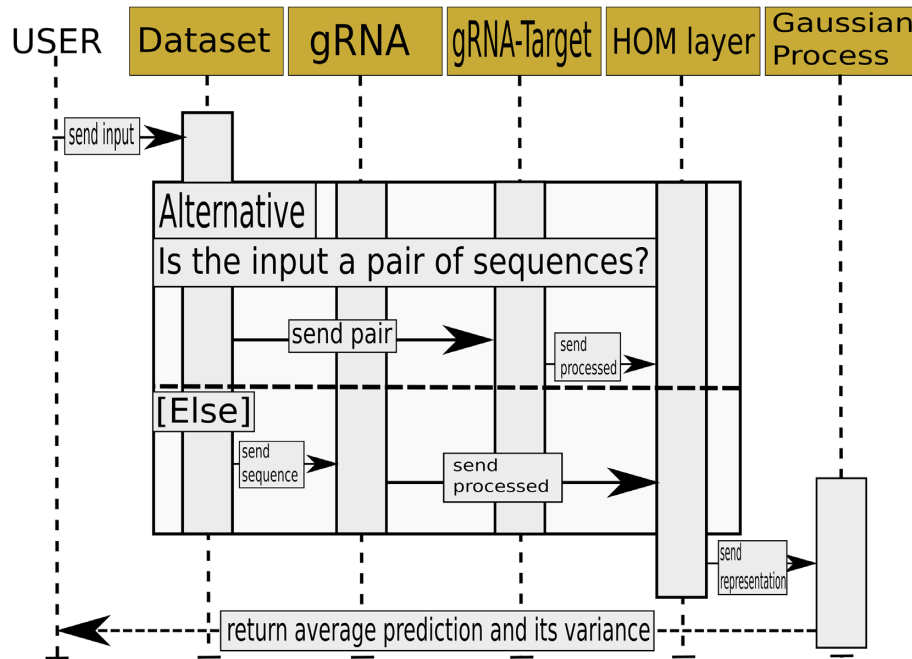 USER
Dataset
gRNA
gRNA-Target
HOM layer
Gaussian
Process
send input
Alternative
Is the input a pair of sequences?
send pair
send
processed
[Else]
send
sequence
send
processed
send
representation
return average prediction and its variance